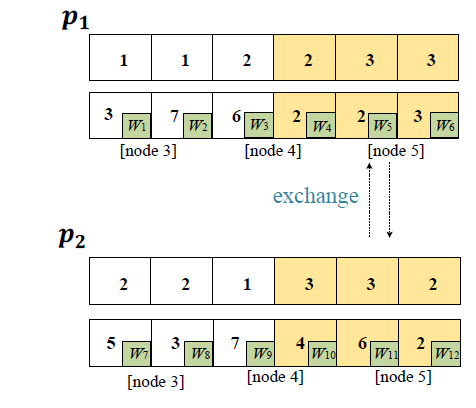 p1
1 1 2 2 3 3
3 W1 7 W2 6 W3 2 W4 2 W5 3 W6
[node 3] [node 4] [node 5]
exchange
p2
2 2 1 3 3 2
5 W7 3 W8 7 W9 4 W10 6 W11 2 W12
[node 3] [node 4] [node 5]